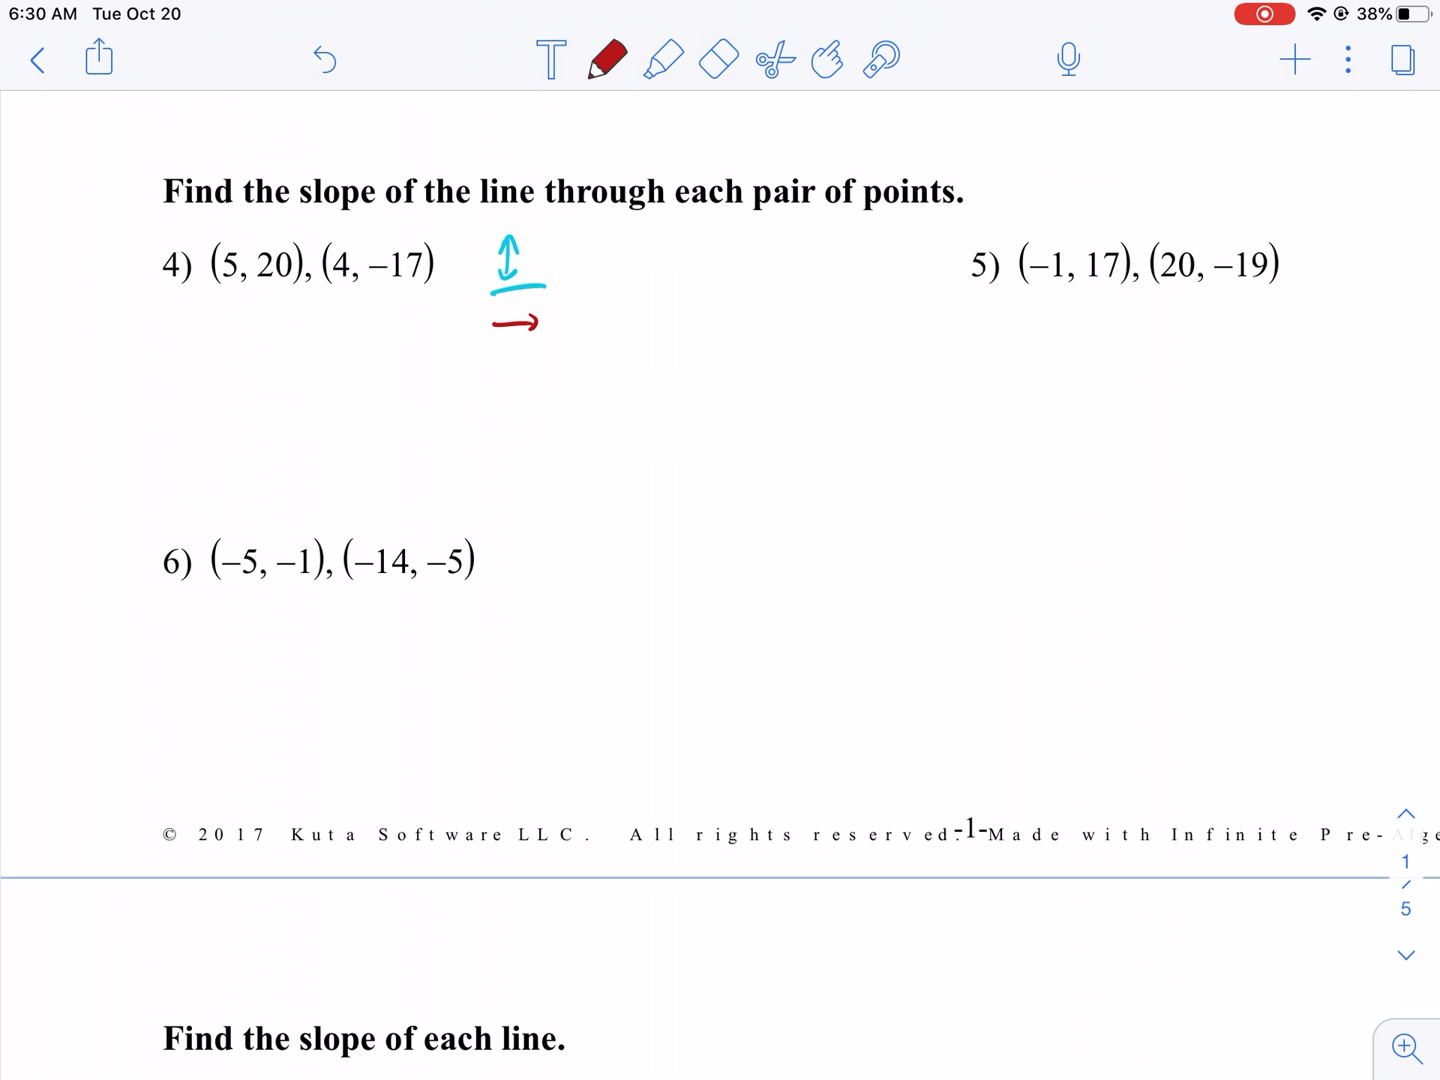 6:30 AM Tue Oct 20 38%
Find the slope of the line through each pair of points.
4) (5, 20), (4, –17) 5) (–1, 17), (20, –19)
6) (–5, –1), (–14, –5)
© 2017 Kuta Software LLC. All rights reserved. -1- Made with Infinite Pre-Alge
1
/
5
Find the slope of each line.